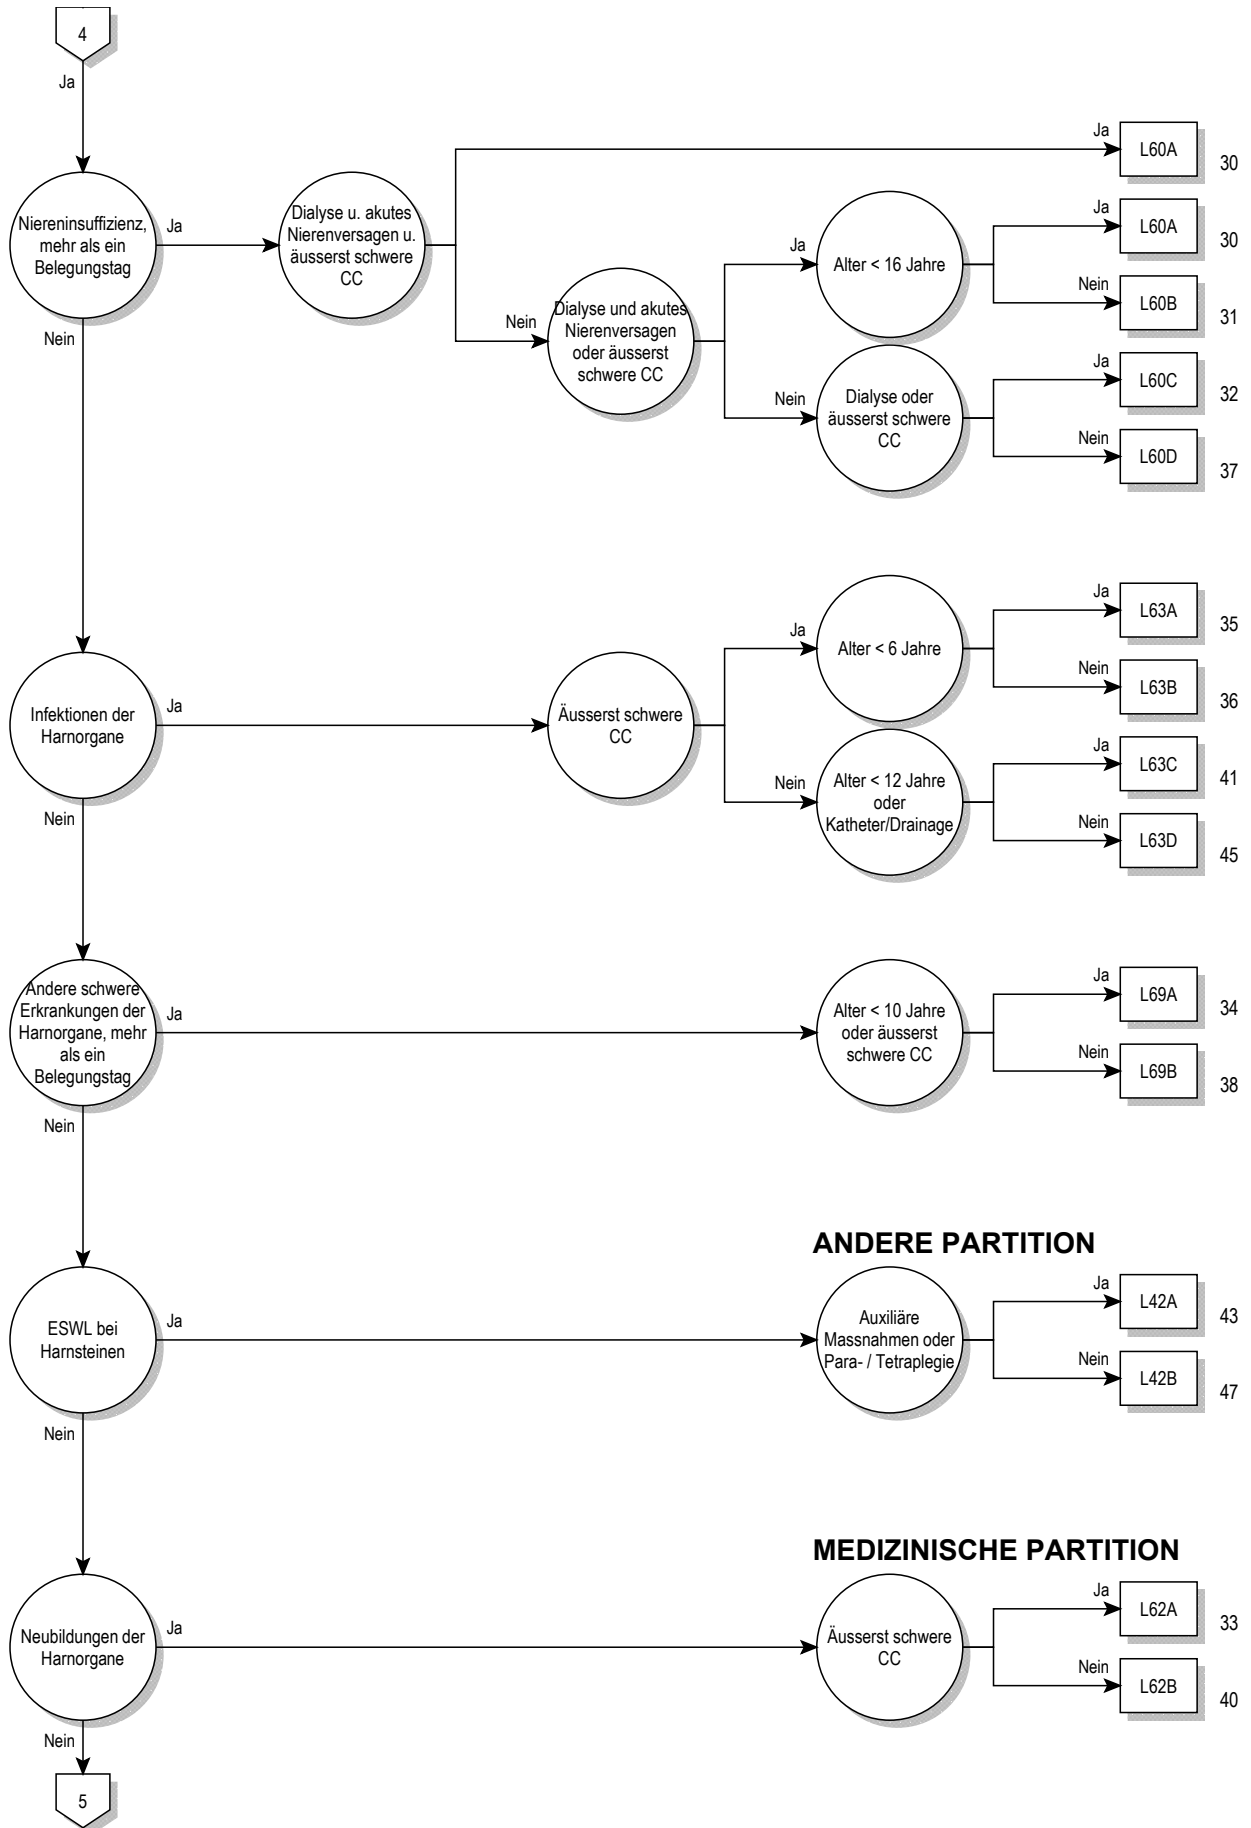 4
Ja
Niereninsuffizienz,
mehr als ein
Belegungstag
Ja
Dialyse u. akutes
Nierenversagen u.
äusserst schwere
CC
Ja
L60A
30
Nein
Dialyse und akutes
Nierenversagen
oder äusserst
schwere CC
Ja
Alter < 16 Jahre
Ja
L60A
30
Nein
L60B
31
Nein
Dialyse oder
äusserst schwere
CC
Ja
L60C
32
Nein
L60D
37
Nein
Infektionen der
Harnorgane
Ja
Äusserst schwere
CC
Ja
Alter < 6 Jahre
Ja
L63A
35
Nein
L63B
36
Nein
Alter < 12 Jahre
oder
Katheter/Drainage
Ja
L63C
41
Nein
L63D
45
Nein
Andere schwere
Erkrankungen der
Harnorgane, mehr
als ein
Belegungstag
Ja
Alter < 10 Jahre
oder äusserst
schwere CC
Ja
L69A
34
Nein
L69B
38
Nein
ANDERE PARTITION
ESWL bei
Harnsteinen
Ja
Auxiliäre
Massnahmen oder
Para- / Tetraplegie
Ja
L42A
43
Nein
L42B
47
Nein
MEDIZINISCHE PARTITION
Neubildungen der
Harnorgane
Ja
Äusserst schwere
CC
Ja
L62A
33
Nein
L62B
40
Nein
5